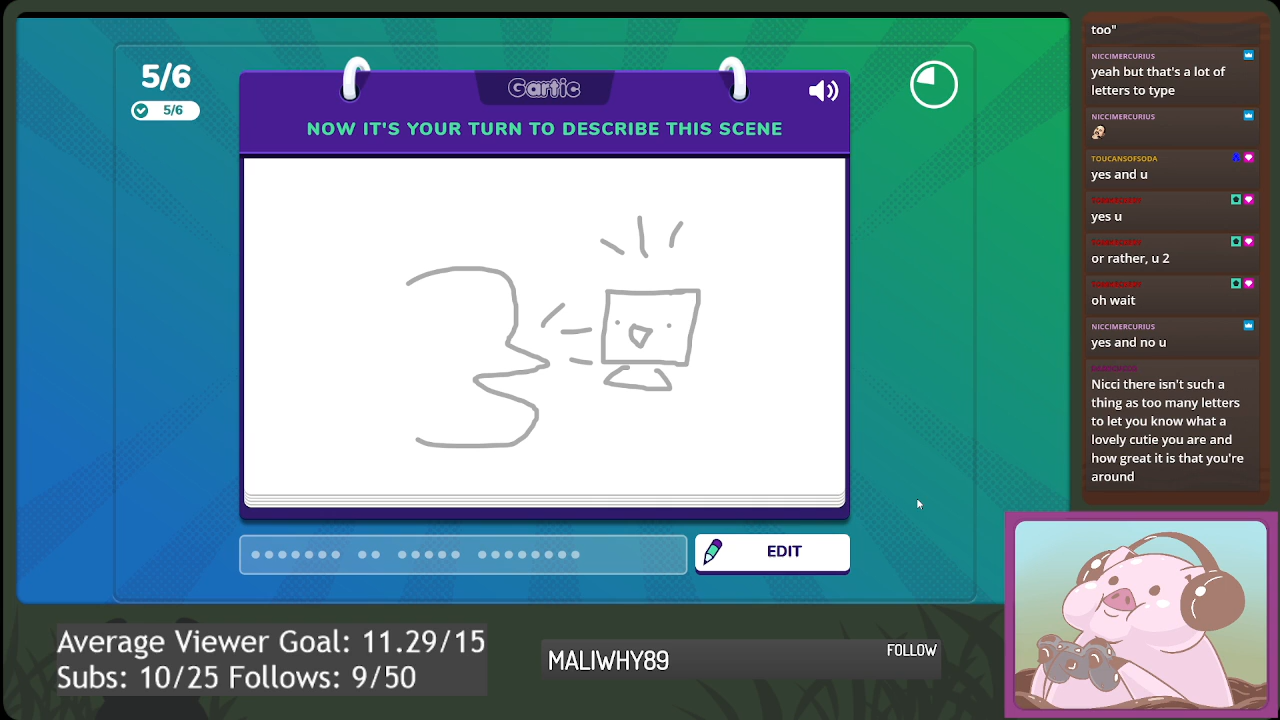 5/6
5/6
Gartic
NOW IT'S YOUR TURN TO DESCRIBE THIS SCENE
EDIT
too"
NICCIMERCURIUS
yeah but that's a lot of
letters to type
NICCIMERCURIUS
TOUCANSOFSODA
yes and u
yes u
or rather, u 2
oh wait
NICCIMERCURIUS
yes and no u
Nicci there isn't such a
thing as too many letters
to let you know what a
lovely cutie you are and
how great it is that you're
around
Average Viewer Goal: 11.29/15
Subs: 10/25 Follows: 9/50
MALIWHY89
FOLLOW